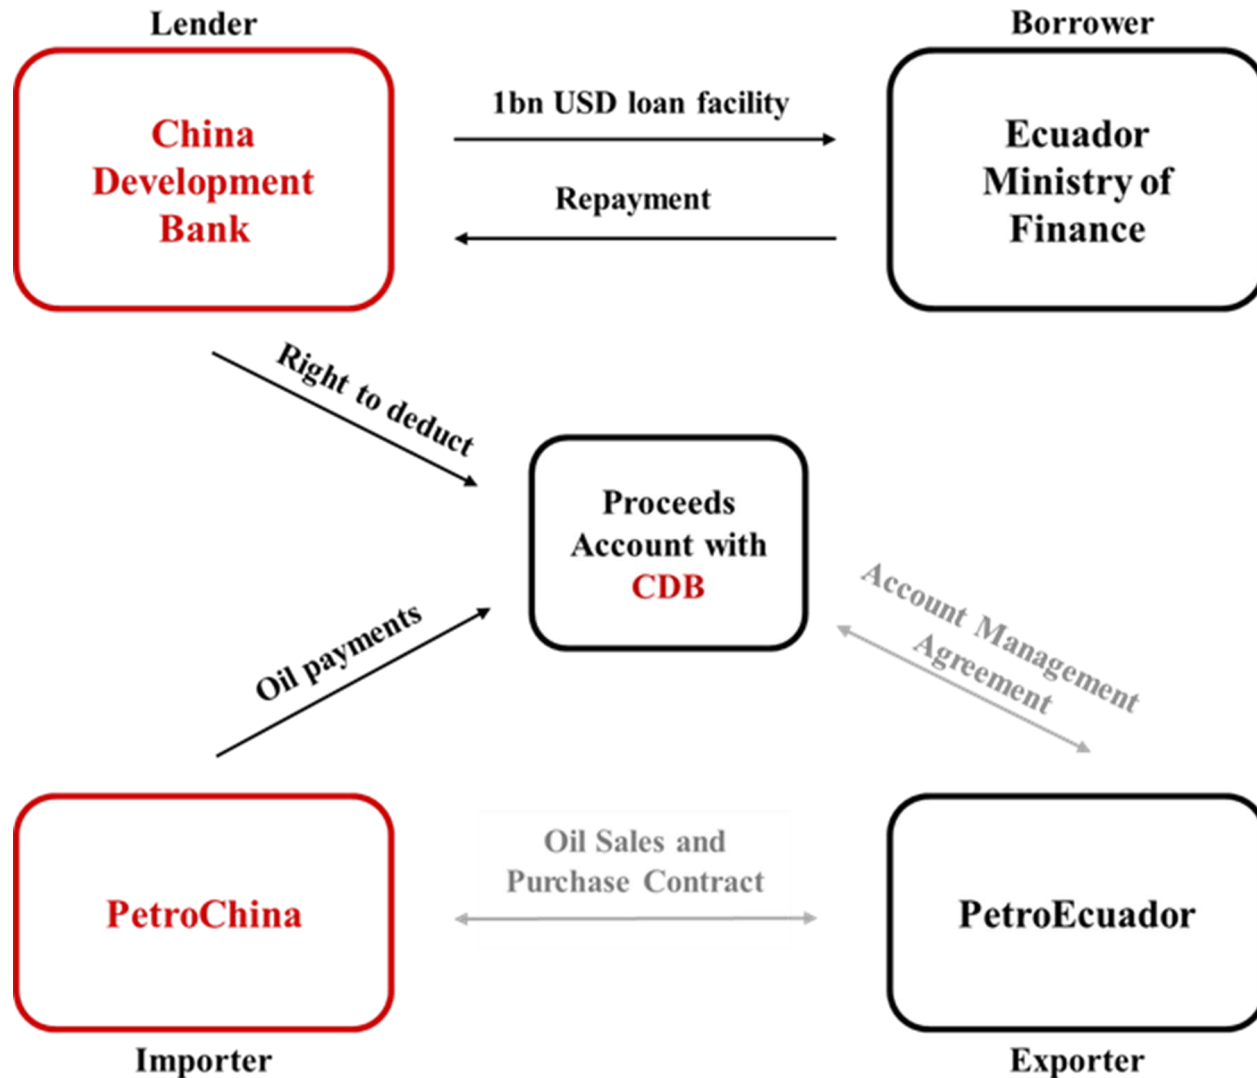 Lender
Borrower
China
Development
Bank
1bn USD loan facility
Repayment
Ecuador
Ministry of
Finance
Right to deduct
Proceeds
Account with
CDB
Oil payments
Account Management
Agreement
PetroChina
Oil Sales and
Purchase Contract
PetroEcuador
Importer
Exporter